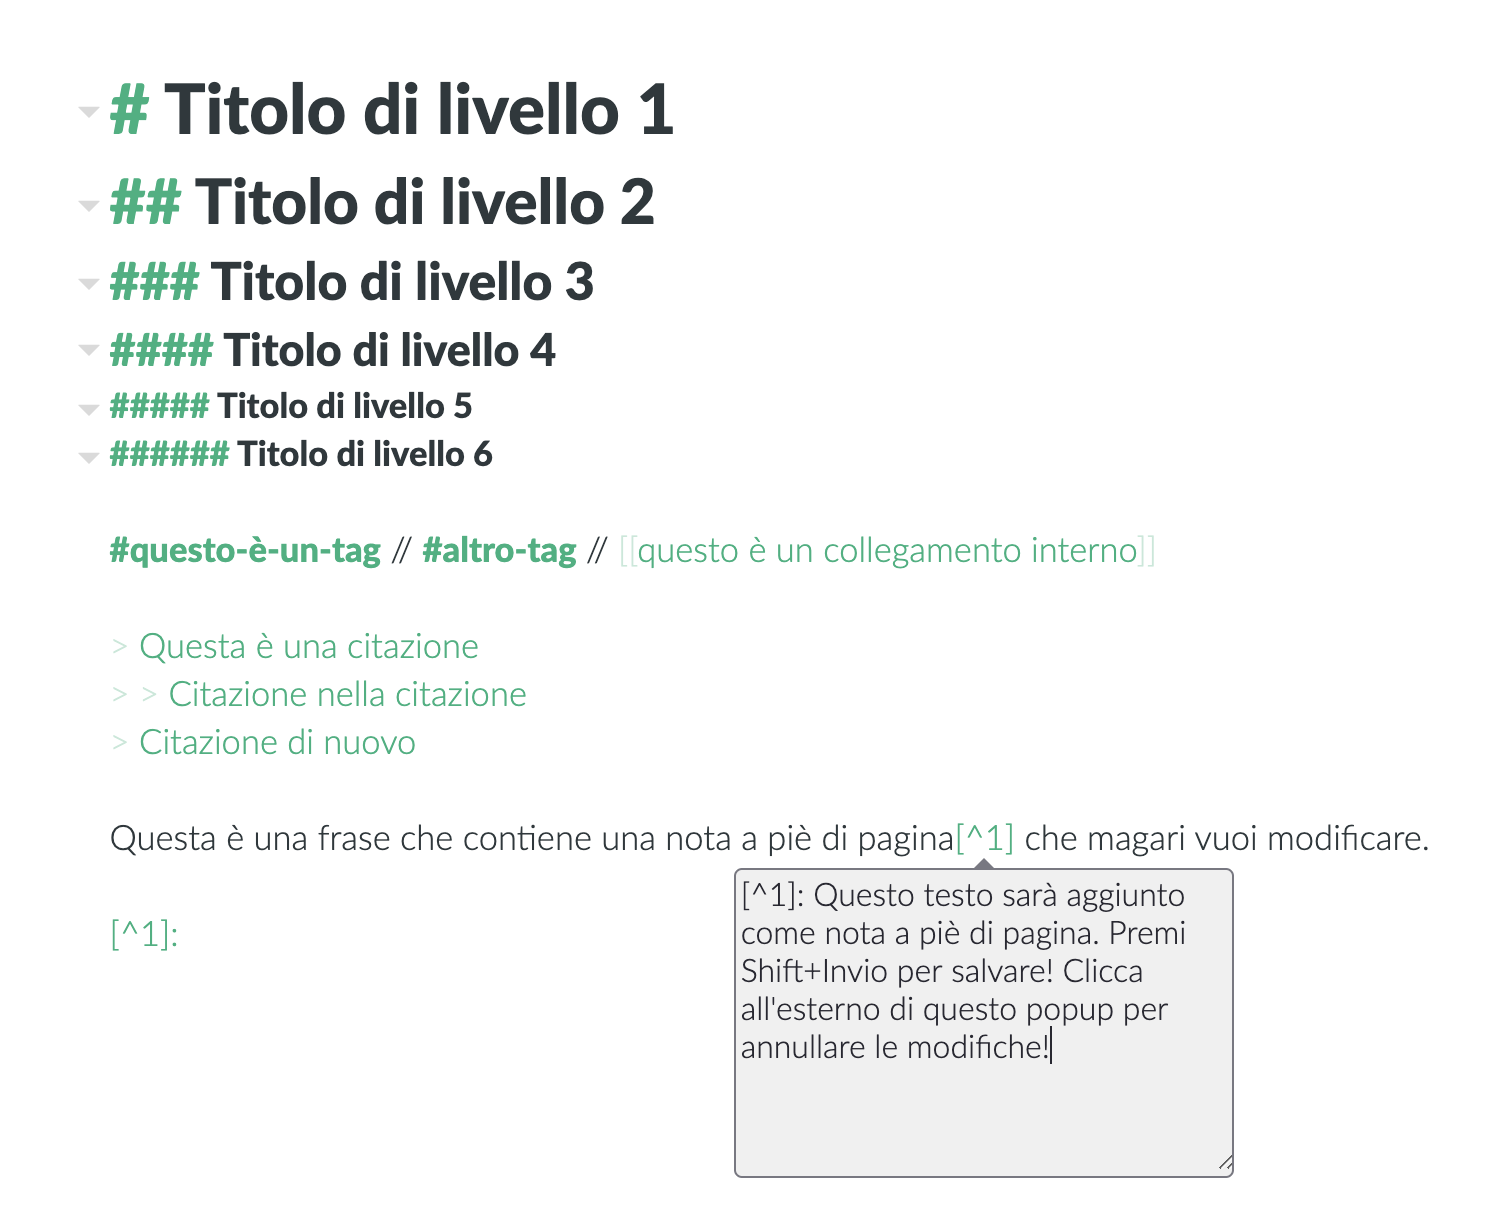 # Titolo di livello 1
## Titolo di livello 2
### Titolo di livello 3
#### Titolo di livello 4
##### Titolo di livello 5
###### Titolo di livello 6
#questo-è-un-tag // #altro-tag // [[questo è un collegamento interno]]
> Questa è una citazione
> > Citazione nella citazione
> Citazione di nuovo
Questa è una frase che contiene una nota a piè di pagina[^1] che magari vuoi modificare.
[^1]: Questo testo sarà aggiunto
come nota a piè di pagina. Premi
Shift+Invio per salvare! Clicca
all'esterno di questo popup per
annullare le modifiche!
[^1]: